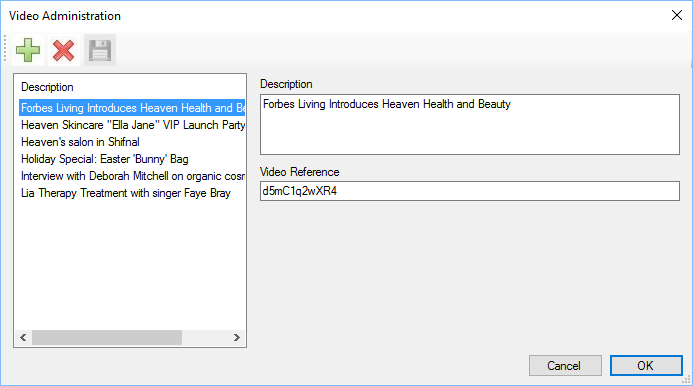 Video Administration
Description
Forbes Living Introduces Heaven Health and Be
Heaven Skincare "Ella Jane" VIP Launch Party
Heaven's salon in Shifnal
Holiday Special: Easter 'Bunny' Bag
Interview with Deborah Mitchell on organic cosr
Lia Therapy Treatment with singer Faye Bray
Description
Forbes Living Introduces Heaven Health and Beauty
Video Reference
d5mC1q2wXR4
Cancel
OK